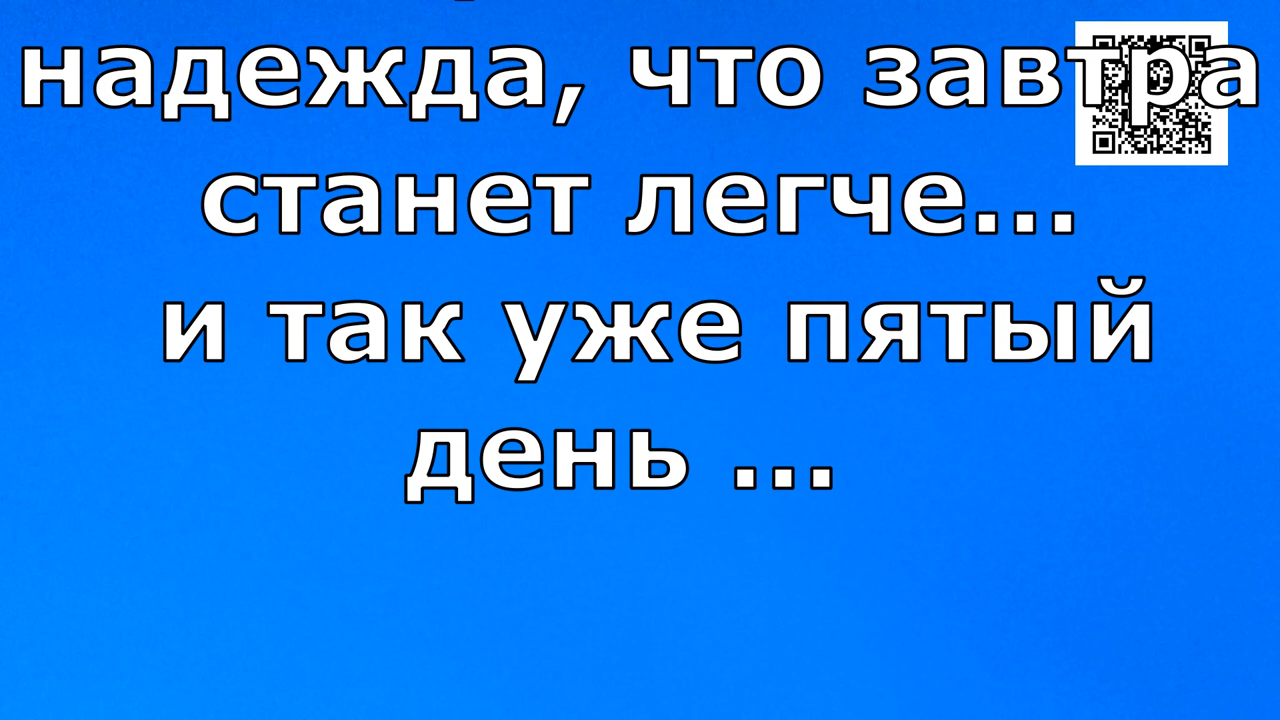 надежда, что завтра
станет легче...
и так уже пятый
день ...